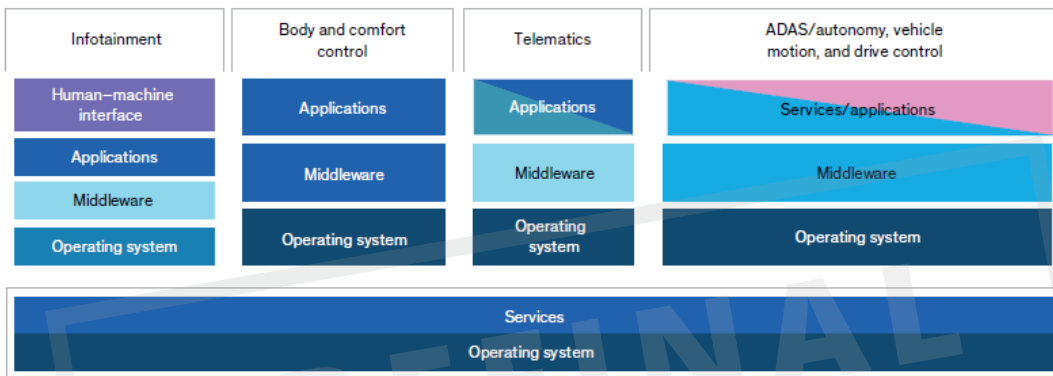 Infotainment
Body and comfort
control
Telematics
ADAS/autonomy, vehicle
motion, and drive control
Human–machine
interface
Applications
Middleware
Operating system
Applications
Middleware
Operating system
Applications
Middleware
Operating
system
Services/applications
Middleware
Operating system
Services
Operating system